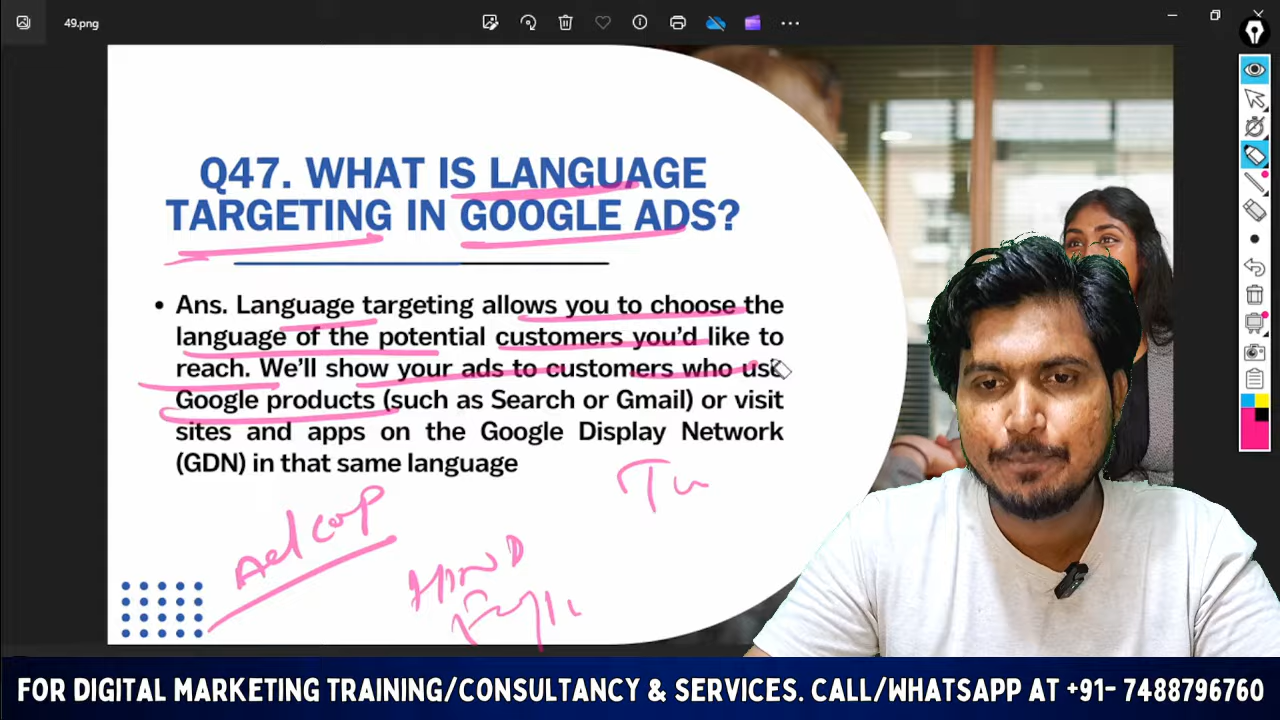 49.png
Q47. WHAT IS LANGUAGE
TARGETING IN GOOGLE ADS?
• Ans. Language targeting allows you to choose the
language of the potential customers you'd like to
reach. We'll show your ads to customers who use
Google products (such as Search or Gmail) or visit
sites and apps on the Google Display Network
(GDN) in that same language
FOR DIGITAL MARKETING TRAINING/CONSULTANCY & SERVICES. CALL/WHATSAPP AT +91- 7488796760